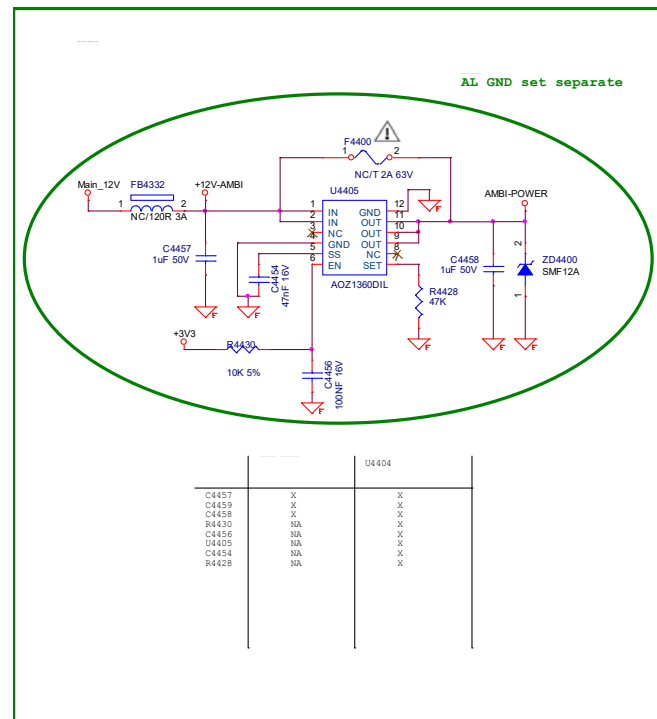 AL GND set separate
F4400
1 2
NC/T 2A 63V
Main_12V FB4332 +12V-AMBI U4405 AMBI-POWER
1 2
NC/120R 3A
1 IN GND 12
2 IN OUT 11
3 NC OUT 10
4 GND OUT 9
5 SS NC 8
6 EN SET 7
AOZ1360DIL
C4457
1uF 50V
C4454
47nF 16V
R4428
47K
C4458
1uF 50V
2
ZD4400
SMF12A
1
+3V3
R4430
10K 5%
C4456
100NF 16V
U4404
C4457 X X
C4459 X X
C4458 X X
R4430 NA X
C4456 NA X
U4405 NA X
C4454 NA X
R4428 NA X